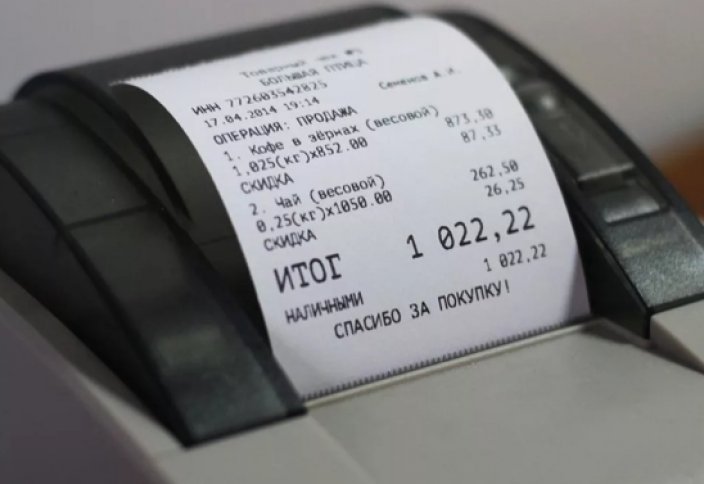 Товарный чек №1
БОЛЬШАЯ ПТИЦА
ИНН 772603542825 Семенов А.И.
17.04.2014 19:14
ОПЕРАЦИЯ: ПРОДАЖА
1. Кофе в зёрнах (весовой)
1,025(кг)х852.00 873,30
СКИДКА 87,33
2. Чай (весовой)
0,25(кг)х1050.00 262,50
СКИДКА 26,25
ИТОГ 1 022,22
НАЛИЧНЫМИ 1 022,22
СПАСИБО ЗА ПОКУПКУ!